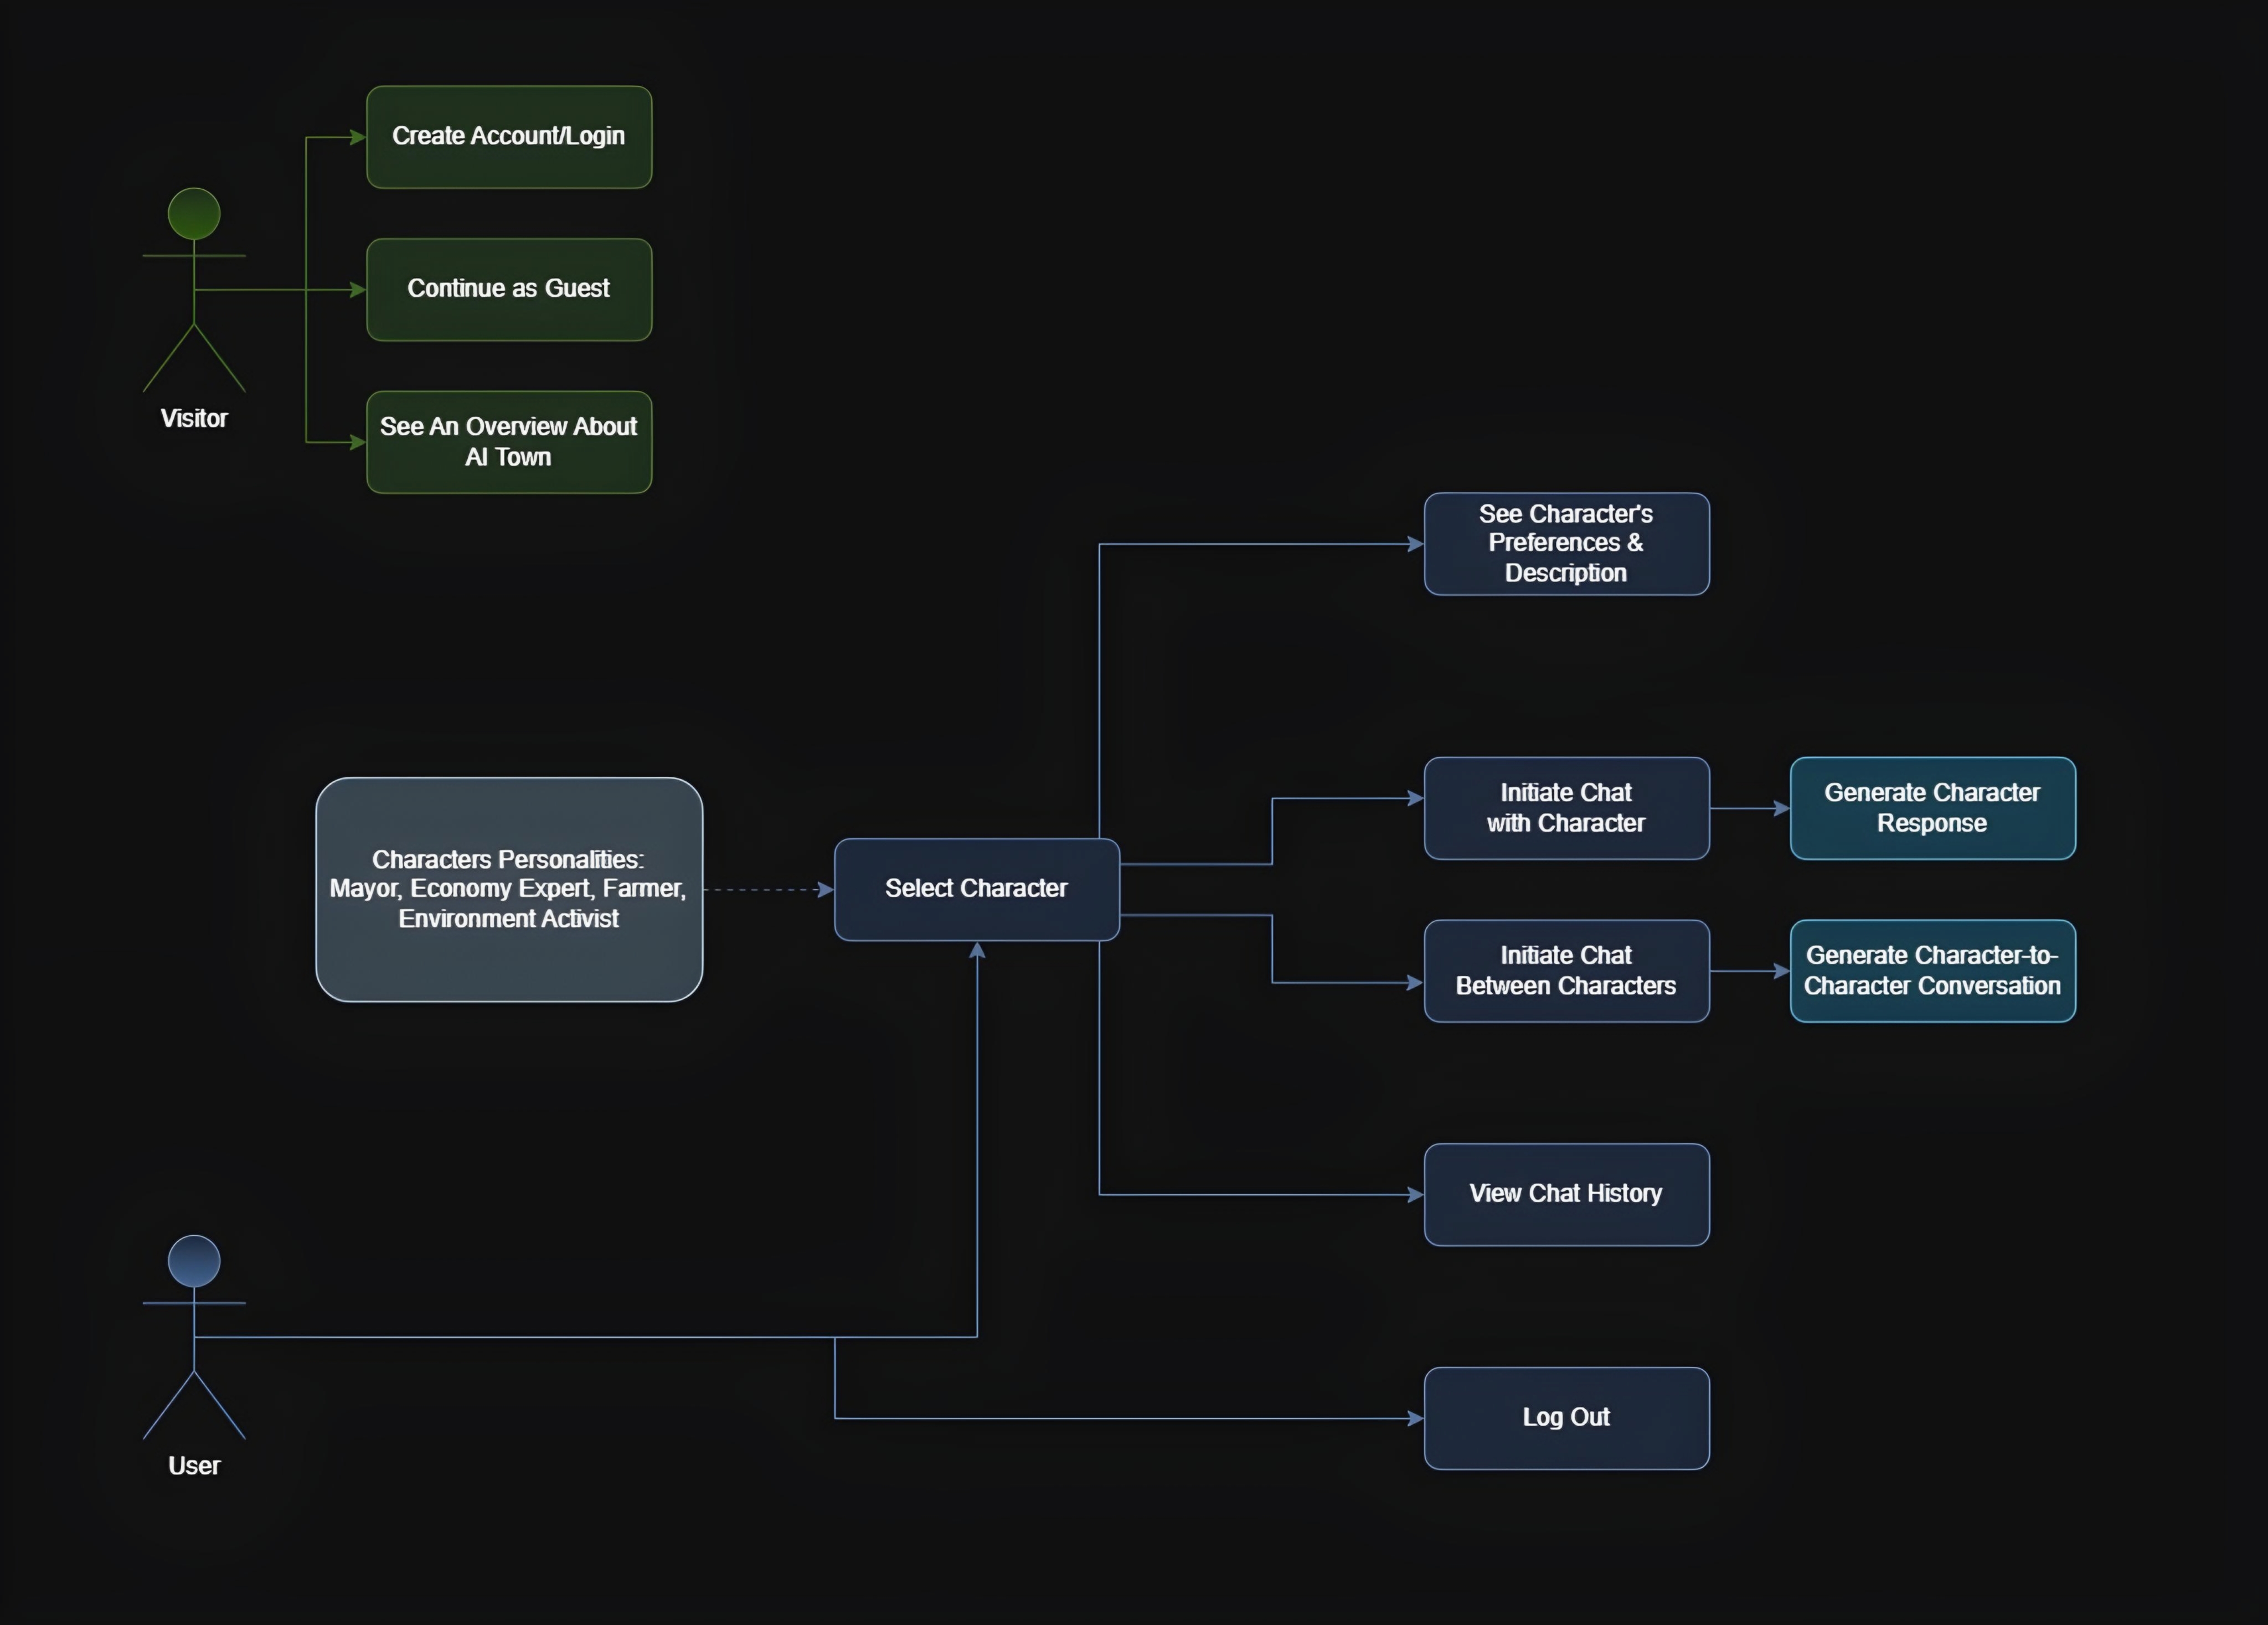 Create Account/Login
Continue as Guest
Visitor
See An Overview About
AI Town
See Character's
Preferences &
Description
Characters Personalities:
Mayor, Economy Expert, Farmer,
Environment Activist
Select Character
Initiate Chat
with Character
Generate Character
Response
Initiate Chat
Between Characters
Generate Character-to-
Character Conversation
View Chat History
User
Log Out